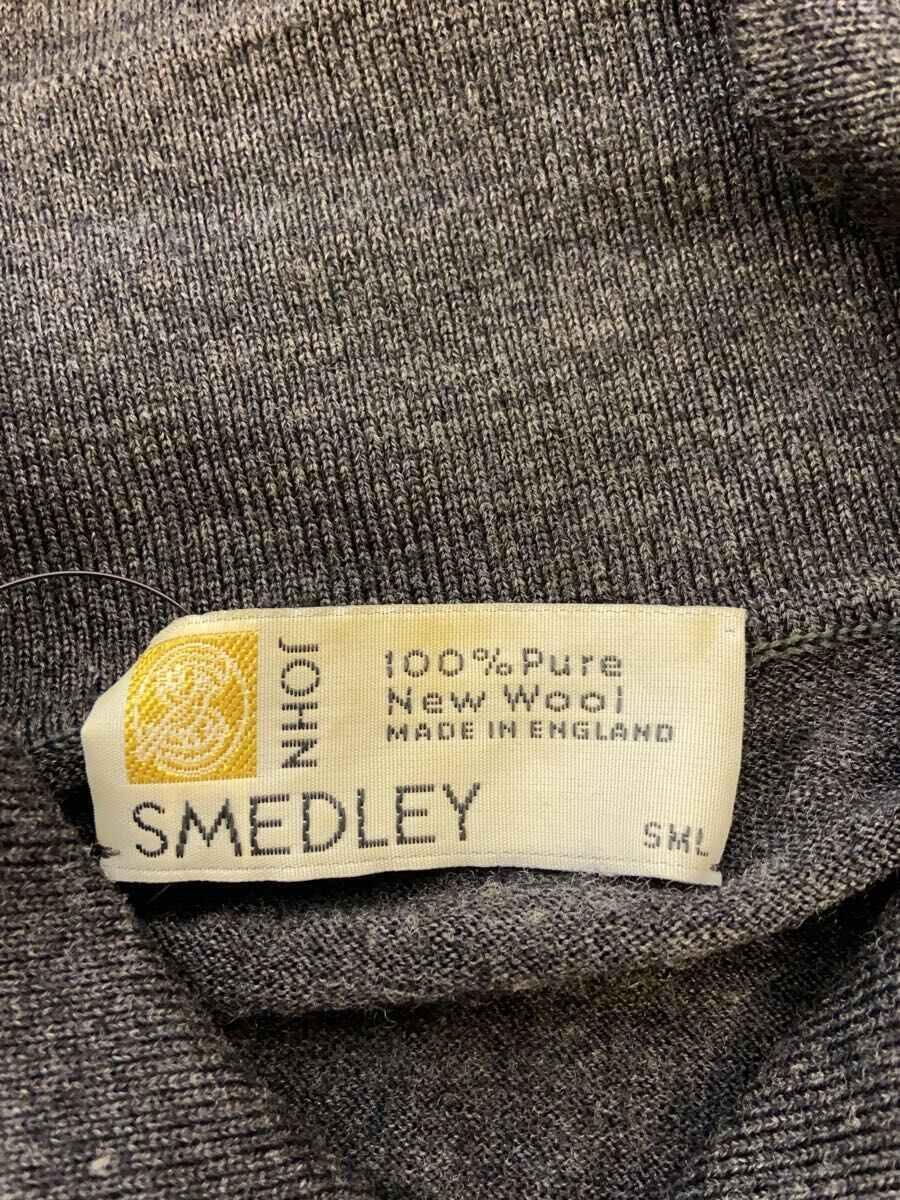 JOHN
SMEDLEY
100% Pure
New Wool
MADE IN ENGLAND
SML